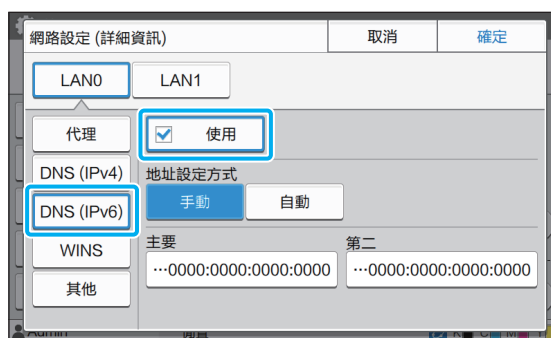 網路設定 (詳細資訊)
取消
確定
LAN0
LAN1
代理
使用
DNS (IPv4)
地址設定方式
DNS (IPv6)
手動
自動
WINS
主要
第二
…0000:0000:0000:0000
…0000:0000:0000:0000
其他
Admin
K
C
M
Y